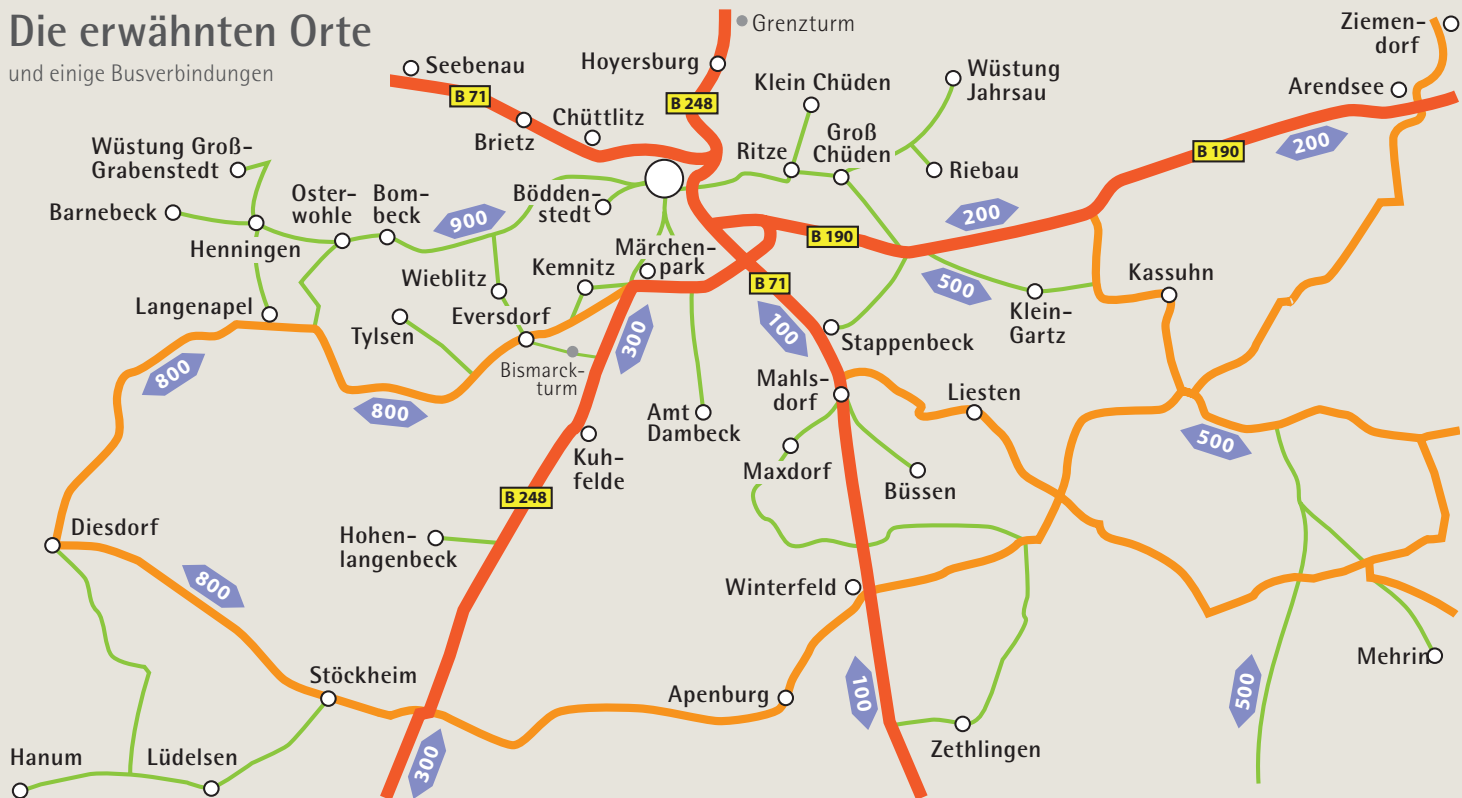 Die erwähnten Orte
und einige Busverbindungen
Grenzturm
Ziemen-
dorf
Seebenau
Hoyersburg
Klein Chüden
Wüstung
Jahrsau
Arendsee
B 71
B 248
Chüttlitz
Brietz
Groß
Chüden
Ritze
Riebau
B 190
200
Wüstung Groß-
Grabenstedt
Oster-
wohle
Bom-
beck
Bödden-
stedt
Barnebeck
900
200
Henningen
B 190
Märchen-
park
Wieblitz
Kemnitz
Kassuhn
B 71
500
Langenapel
Eversdorf
Klein-
Gartz
Tylsen
300
100
Stappenbeck
Bismarck-
turm
800
Mahls-
dorf
Liesten
800
Amt
Dambeck
500
Kuh-
felde
Maxdorf
Büssen
B 248
Diesdorf
Hohen-
langenbeck
800
Winterfeld
Mehrin
Stöckheim
Apenburg
100
500
Zethlingen
Hanum
Lüdelsen
300